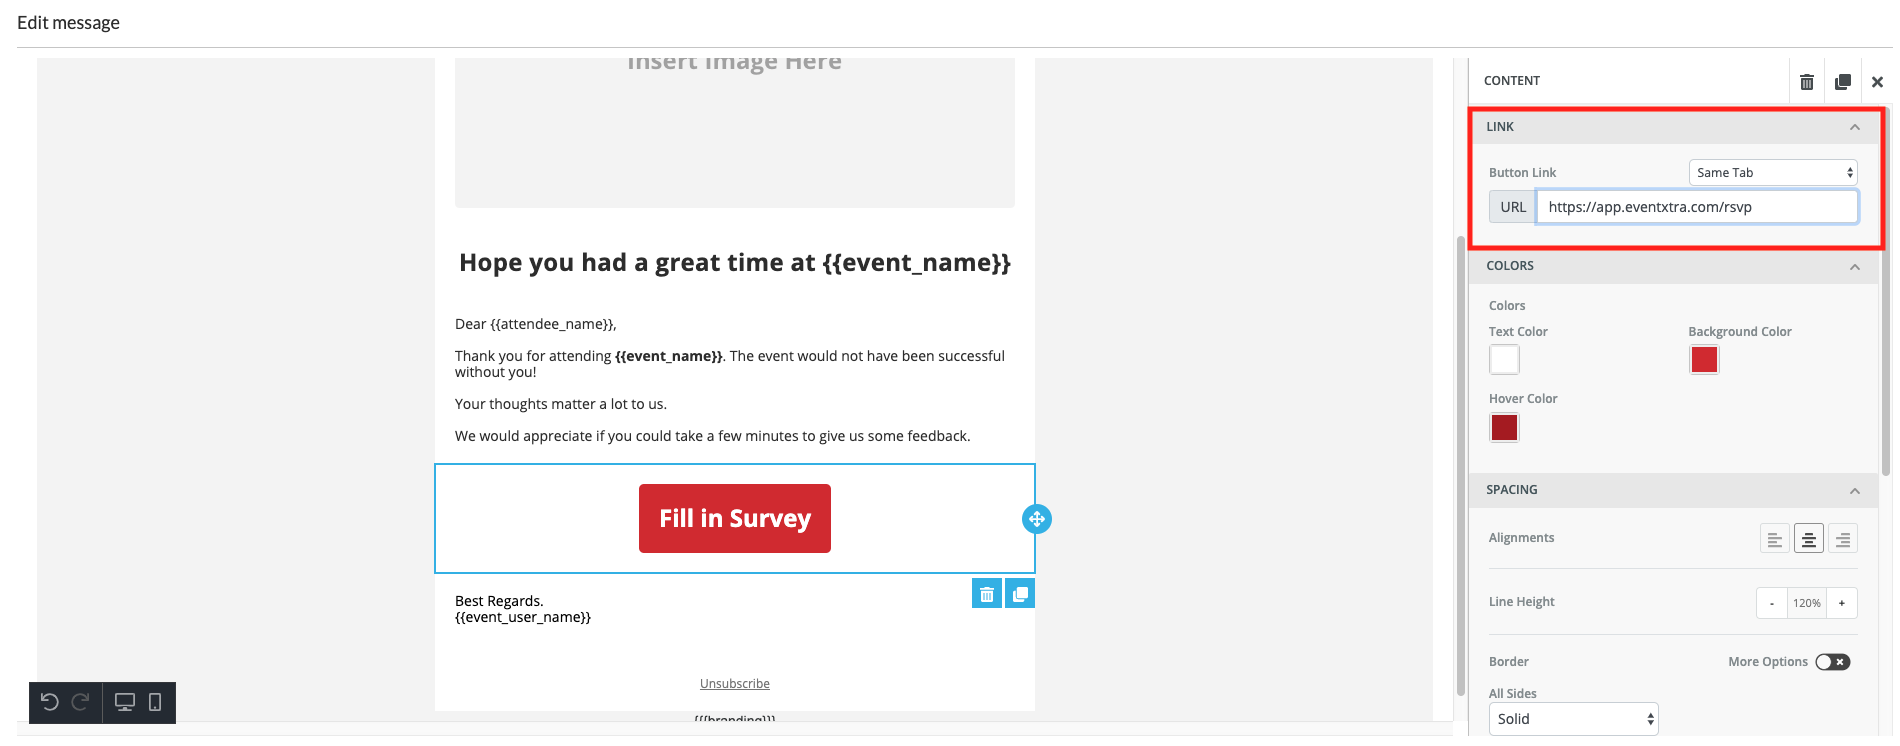 Edit message
Insert Image Here
Hope you had a great time at {{event_name}}
Dear {{attendee_name}},
Thank you for attending {{event_name}}. The event would not have been successful
without you!
Your thoughts matter a lot to us.
We would appreciate if you could take a few minutes to give us some feedback.
Fill in Survey
Best Regards.
{{event_user_name}}
Unsubscribe
{{{branding}}}
CONTENT
LINK
Button Link
Same Tab
URL
https://app.eventxtra.com/rsvp
COLORS
Colors
Text Color
Background Color
Hover Color
SPACING
Alignments
Line Height
-
120%
+
Border
More Options
All Sides
Solid